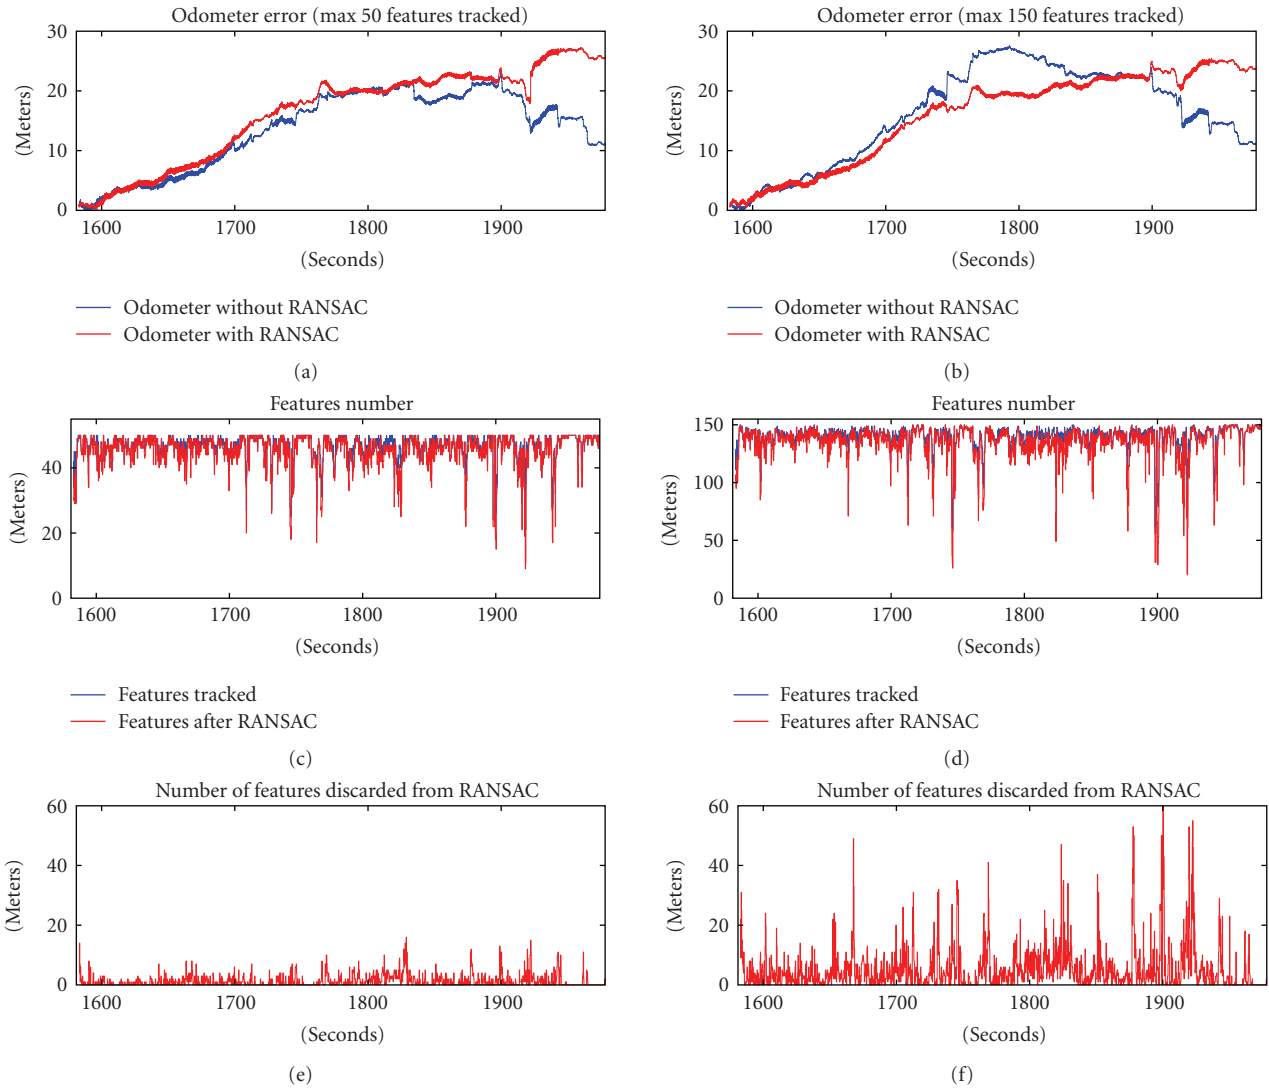 Odometer error (max 50 features tracked)
30
20
10
0
(Meters)
1600 1700 1800 1900
(Seconds)
Odometer without RANSAC
Odometer with RANSAC
(a)
Odometer error (max 150 features tracked)
30
20
10
0
(Meters)
1600 1700 1800 1900
(Seconds)
Odometer without RANSAC
Odometer with RANSAC
(b)
Features number
40
20
0
(Meters)
1600 1700 1800 1900
(Seconds)
Features tracked
Features after RANSAC
(c)
Features number
150
100
50
0
(Meters)
1600 1700 1800 1900
(Seconds)
Features tracked
Features after RANSAC
(d)
Number of features discarded from RANSAC
60
40
20
0
(Meters)
1600 1700 1800 1900
(Seconds)
(e)
Number of features discarded from RANSAC
60
40
20
0
(Meters)
1600 1700 1800 1900
(Seconds)
(f)